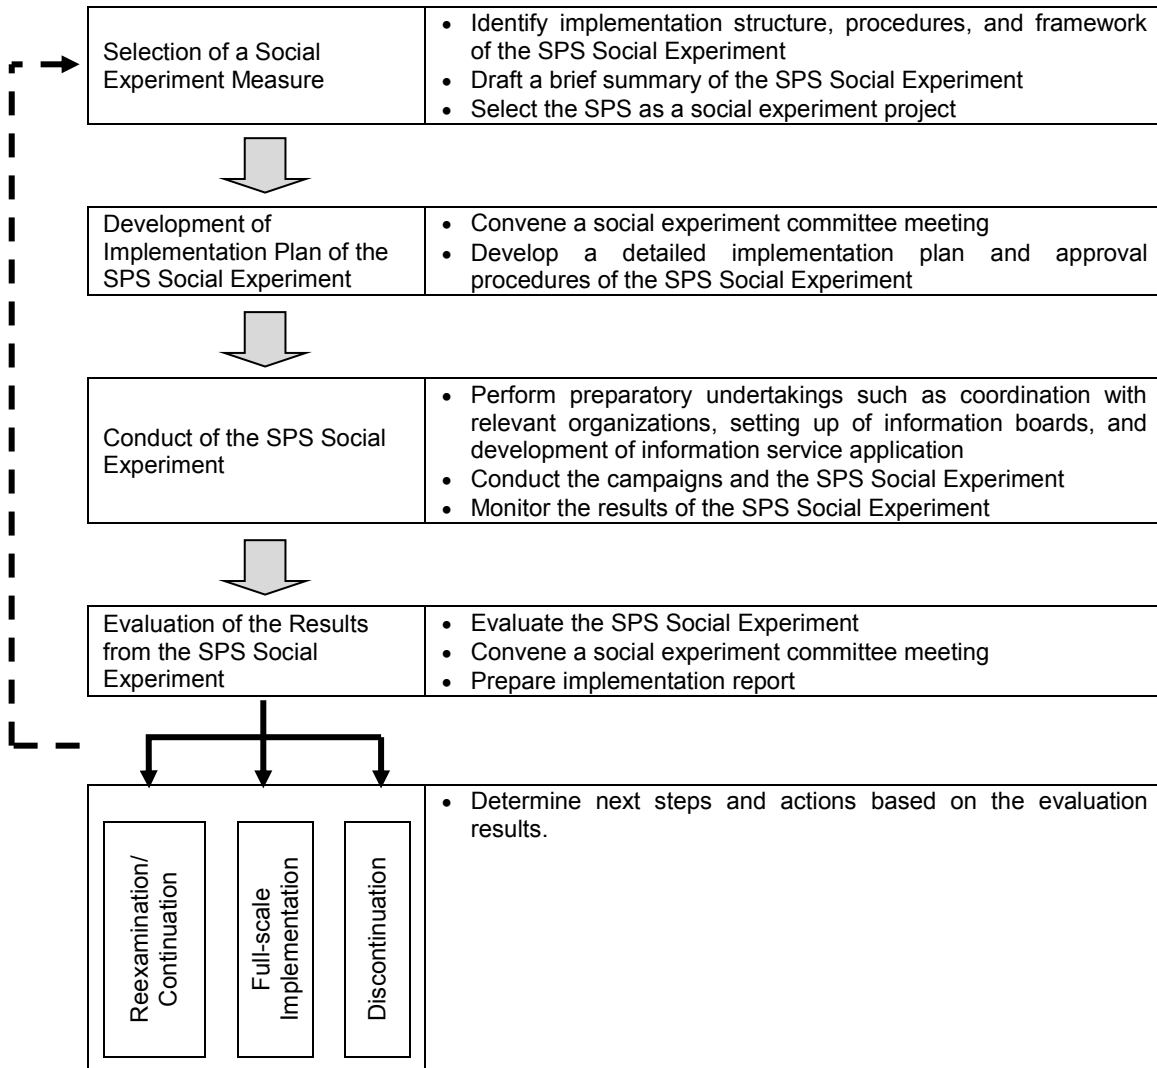 Selection of a Social
Experiment Measure
• Identify implementation structure, procedures, and framework
of the SPS Social Experiment
• Draft a brief summary of the SPS Social Experiment
• Select the SPS as a social experiment project
Development of
Implementation Plan of the
SPS Social Experiment
• Convene a social experiment committee meeting
• Develop a detailed implementation plan and approval
procedures of the SPS Social Experiment
Conduct of the SPS Social
Experiment
• Perform preparatory undertakings such as coordination with
relevant organizations, setting up of information boards, and
development of information service application
• Conduct the campaigns and the SPS Social Experiment
• Monitor the results of the SPS Social Experiment
Evaluation of the Results
from the SPS Social
Experiment
• Evaluate the SPS Social Experiment
• Convene a social experiment committee meeting
• Prepare implementation report
Reexamination/
Continuation
Full-scale
Implementation
Discontinuation
• Determine next steps and actions based on the evaluation
results.